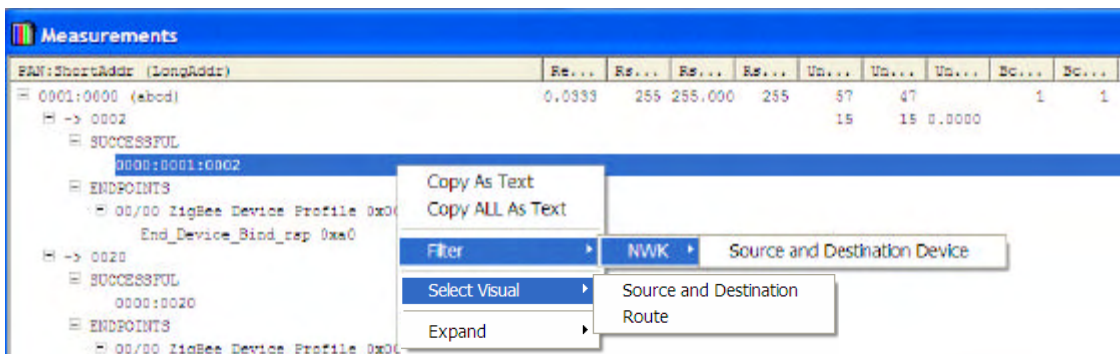 Measurements
PAN:ShortAddr (LongAddr) Re... Rs... Rs... Rs... Un... Un... Un... Bc... Bc...
0001:0000 (abcd) 0.0333 255 255.000 255 57 47 1 1
-> 0002 15 15 0.0000
SUCCESSFUL
0000:0001:0002
ENDPOINTS
00/00 ZigBee Device Profile 0x00
End_Device_Bind_rsp 0xa0
-> 0020
SUCCESSFUL
0000:0020
ENDPOINTS
00/00 ZigBee Device Profile 0x00
Copy As Text
Copy ALL As Text
Filter
NWK
Source and Destination Device
Select Visual
Source and Destination
Route
Expand